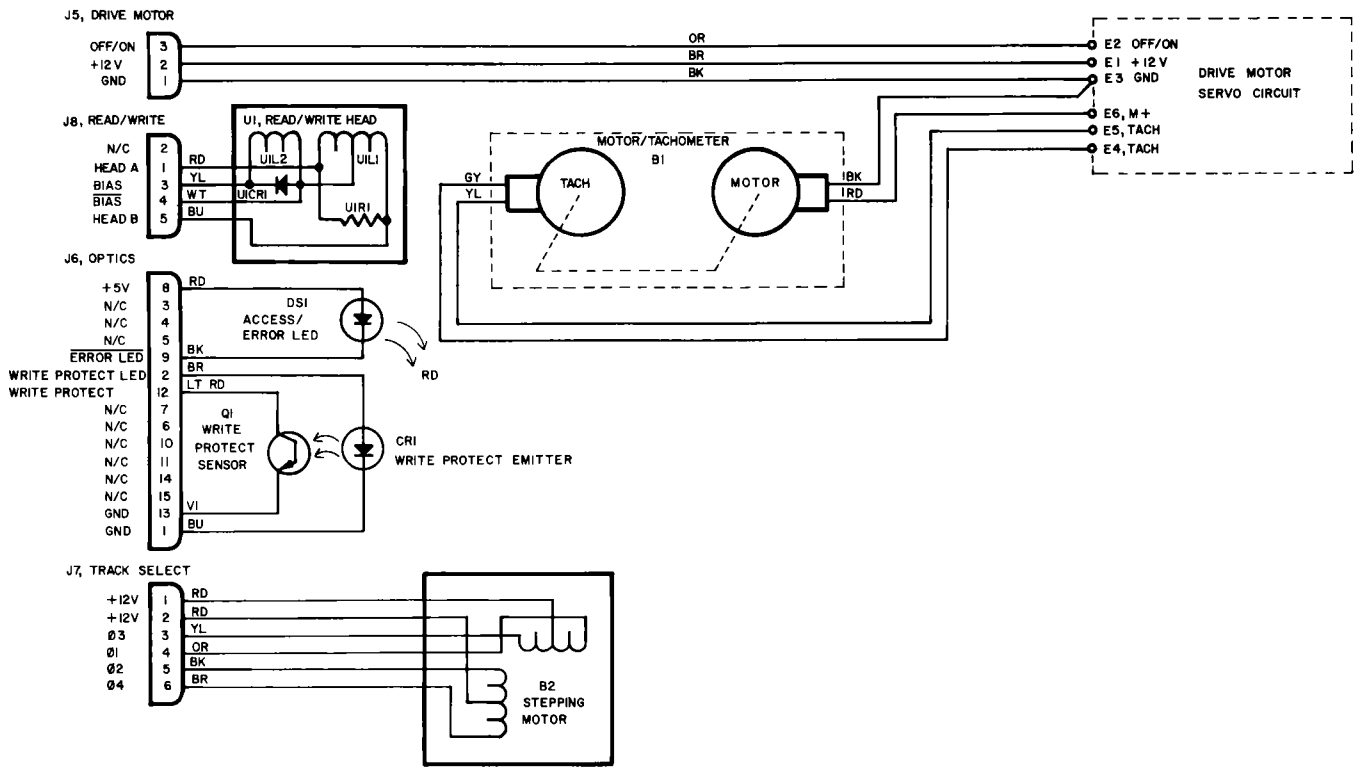 J5, DRIVE MOTOR
OFF/ON 3 OR E2 OFF/ON
+12V 2 BR E1 +12V
GND 1 BK E3 GND
DRIVE MOTOR
SERVO CIRCUIT
E6, M+
E5, TACH
E4, TACH
J8, READ/WRITE
U1, READ/WRITE HEAD
N/C 2
HEAD A 1 RD
BIAS 3 YL
BIAS 4 WT
HEAD B 5 BU
U1L2
U1L1
U1CR1
U1R1
MOTOR/TACHOMETER
B1
GY
YL
TACH
MOTOR
BK
RD
J6, OPTICS
+5V 8 RD
N/C 3
N/C 4
N/C 5
ERROR LED 9 BK
WRITE PROTECT LED 2 BR
WRITE PROTECT 12 LT RD
N/C 7
N/C 6
N/C 10
N/C 11
N/C 14
N/C 15
GND 13 VI
GND 1 BU
DS1
ACCESS/
ERROR LED
RD
Q1
WRITE
PROTECT
SENSOR
CR1
WRITE PROTECT EMITTER
J7, TRACK SELECT
+12V 1 RD
+12V 2 RD
Ø3 3 YL
Ø1 4 OR
Ø2 5 BK
Ø4 6 BR
B2
STEPPING
MOTOR